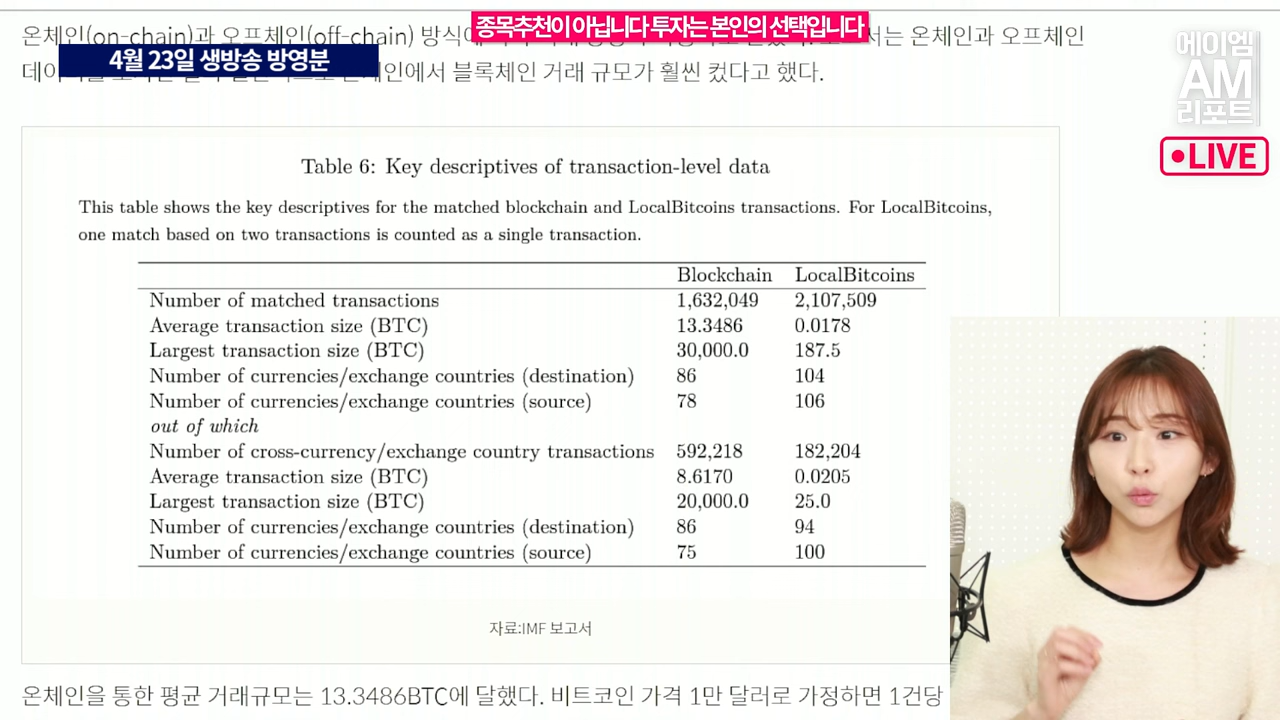 종목추천이 아닙니다 투자는 본인의 선택입니다
온체인(on-chain)과 오프체인(off-chain) 방식에
서는 온체인과 오프체인
4월 23일 생방송 방영분
에이엠
AM
리포트
LIVE
인에서 블록체인 거래 규모가 훨씬 컸다고 했다.
Table 6: Key descriptives of transaction-level data
This table shows the key descriptives for the matched blockchain and LocalBitcoins transactions. For LocalBitcoins,
one match based on two transactions is counted as a single transaction.
Blockchain LocalBitcoins
Number of matched transactions 1,632,049 2,107,509
Average transaction size (BTC) 13.3486 0.0178
Largest transaction size (BTC) 30,000.0 187.5
Number of currencies/exchange countries (destination) 86 104
Number of currencies/exchange countries (source) 78 106
out of which
Number of cross-currency/exchange country transactions 592,218 182,204
Average transaction size (BTC) 8.6170 0.0205
Largest transaction size (BTC) 20,000.0 25.0
Number of currencies/exchange countries (destination) 86 94
Number of currencies/exchange countries (source) 75 100
자료:IMF 보고서
온체인을 통한 평균 거래규모는 13.3486BTC에 달했다. 비트코인 가격 1만 달러로 가정하면 1건당